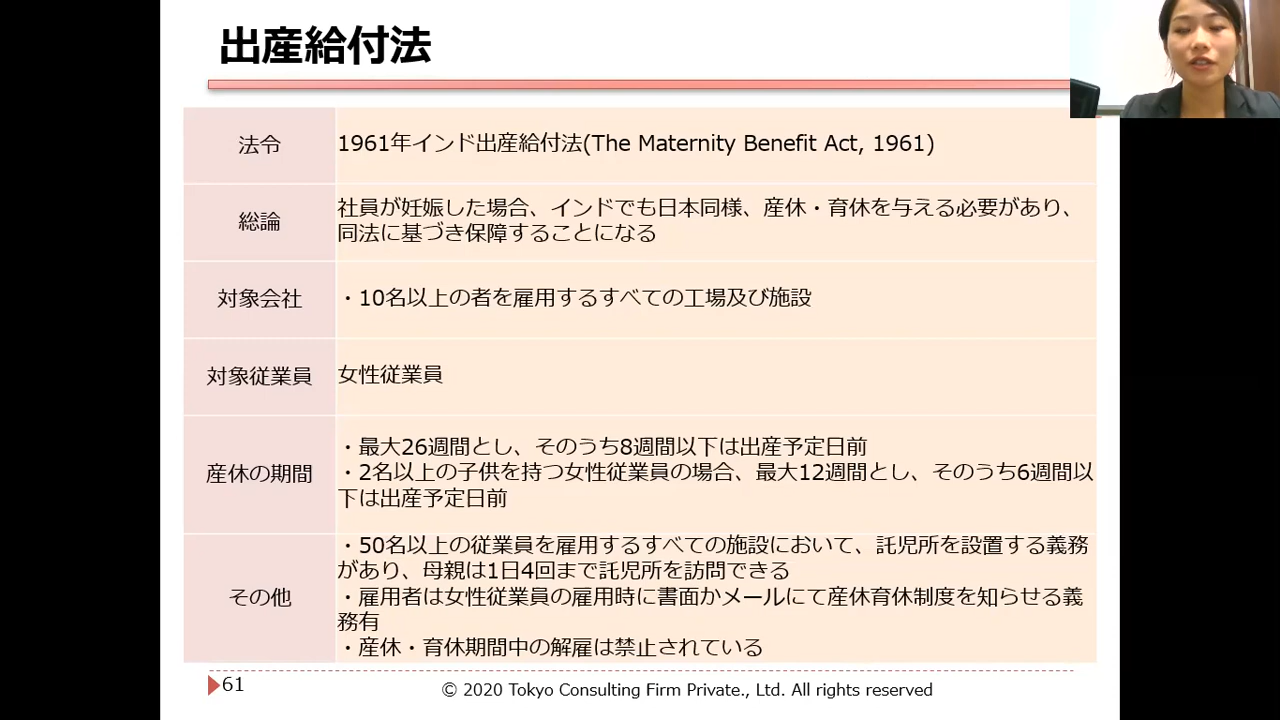 出産給付法
法令
1961年インド出産給付法(The Maternity Benefit Act, 1961)
総論
社員が妊娠した場合、インドでも日本同様、産休・育休を与える必要があり、
同法に基づき保障することになる
対象会社
・10名以上の者を雇用するすべての工場及び施設
対象従業員
女性従業員
産休の期間
・最大26週間とし、そのうち8週間以下は出産予定日前
・2名以上の子供を持つ女性従業員の場合、最大12週間とし、そのうち6週間以
下は出産予定日前
その他
・50名以上の従業員を雇用するすべての施設において、託児所を設置する義務
があり、母親は1日4回まで託児所を訪問できる
・雇用者は女性従業員の雇用時に書面かメールにて産休育休制度を知らせる義
務有
・産休・育休期間中の解雇は禁止されている
61
© 2020 Tokyo Consulting Firm Private., Ltd. All rights reserved